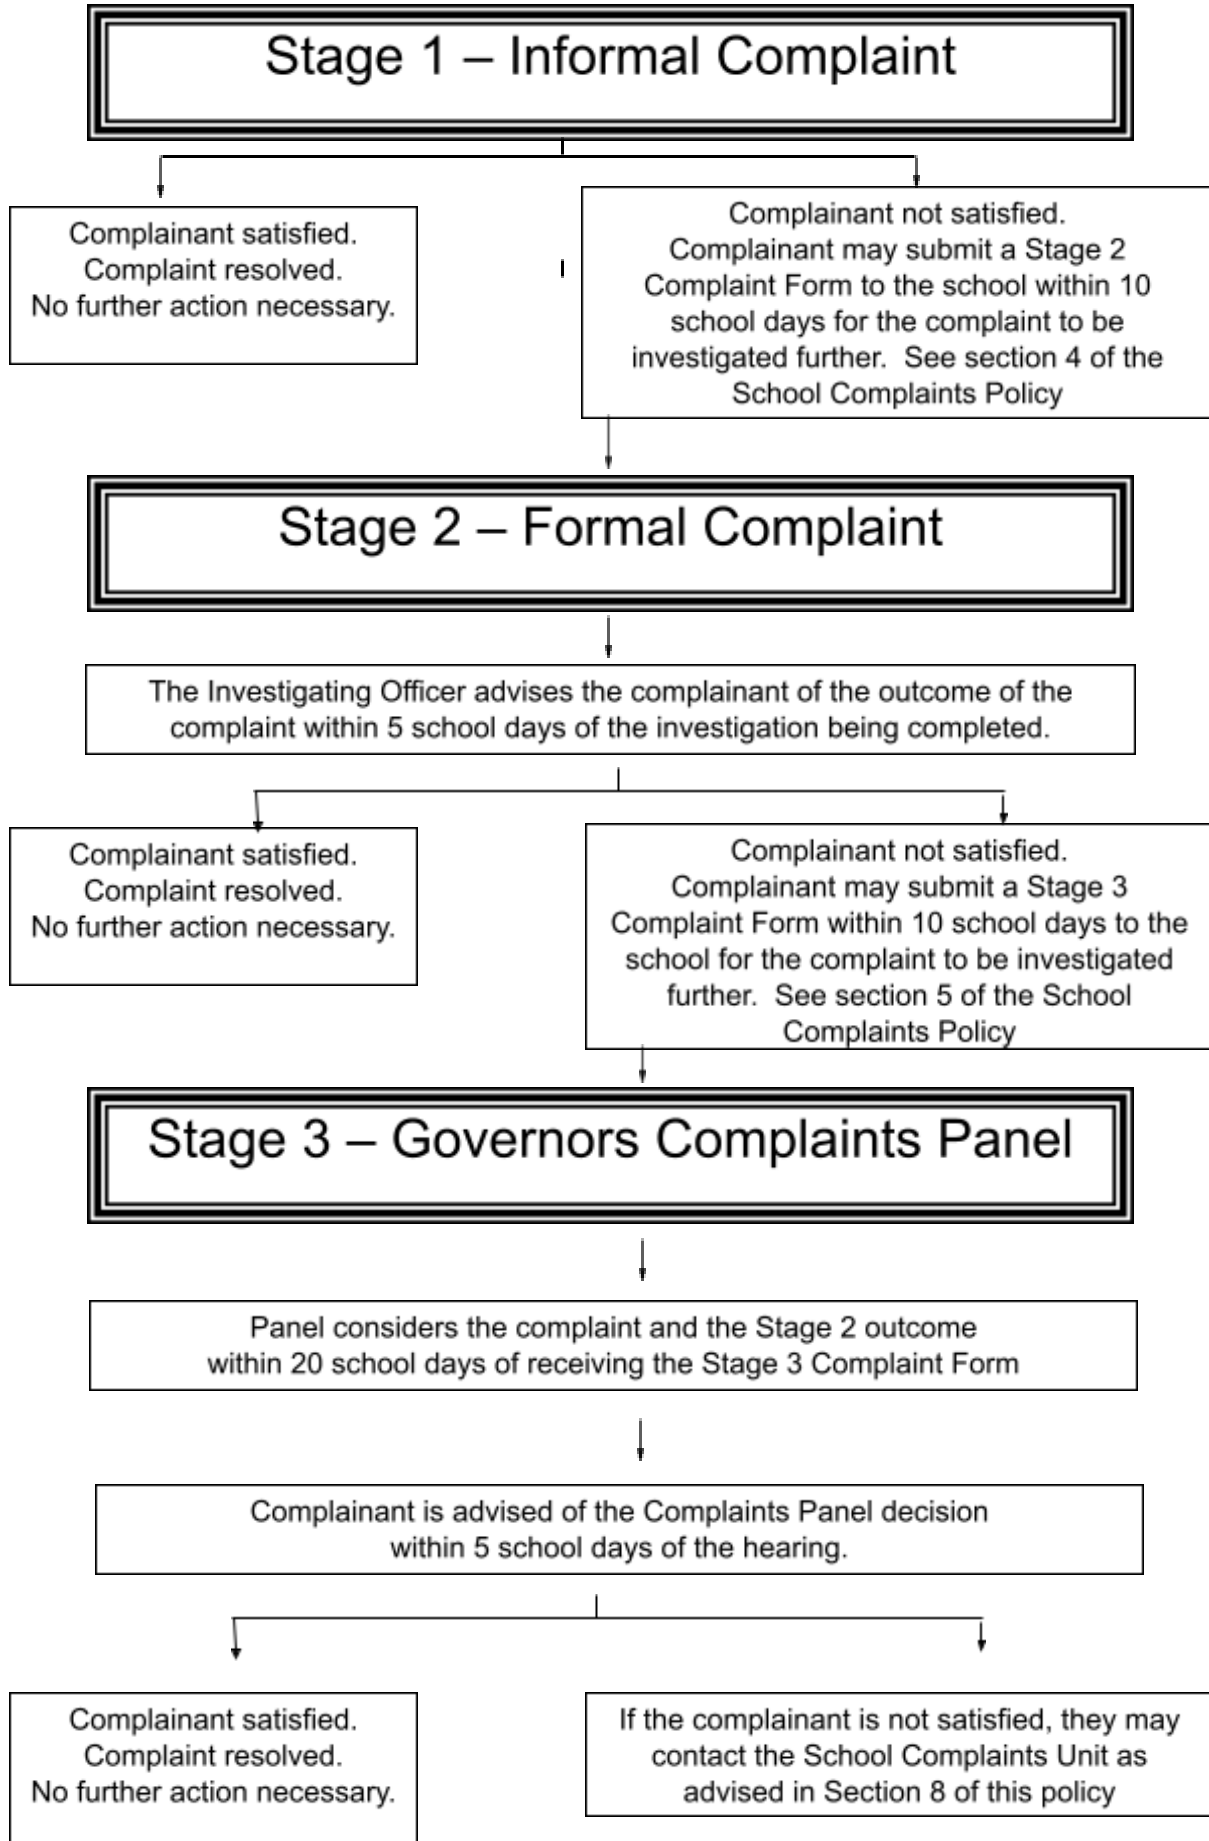 Stage 1 – Informal Complaint
Complainant satisfied.
Complaint resolved.
No further action necessary.
Complainant not satisfied.
Complainant may submit a Stage 2
Complaint Form to the school within 10
school days for the complaint to be
investigated further.  See section 4 of the
School Complaints Policy
Stage 2 – Formal Complaint
The Investigating Officer advises the complainant of the outcome of the
complaint within 5 school days of the investigation being completed.
Complainant satisfied.
Complaint resolved.
No further action necessary.
Complainant not satisfied.
Complainant may submit a Stage 3
Complaint Form within 10 school days to the
school for the complaint to be investigated
further.  See section 5 of the School
Complaints Policy
Stage 3 – Governors Complaints Panel
Panel considers the complaint and the Stage 2 outcome
within 20 school days of receiving the Stage 3 Complaint Form
Complainant is advised of the Complaints Panel decision
within 5 school days of the hearing.
Complainant satisfied.
Complaint resolved.
No further action necessary.
If the complainant is not satisfied, they may
contact the School Complaints Unit as
advised in Section 8 of this policy